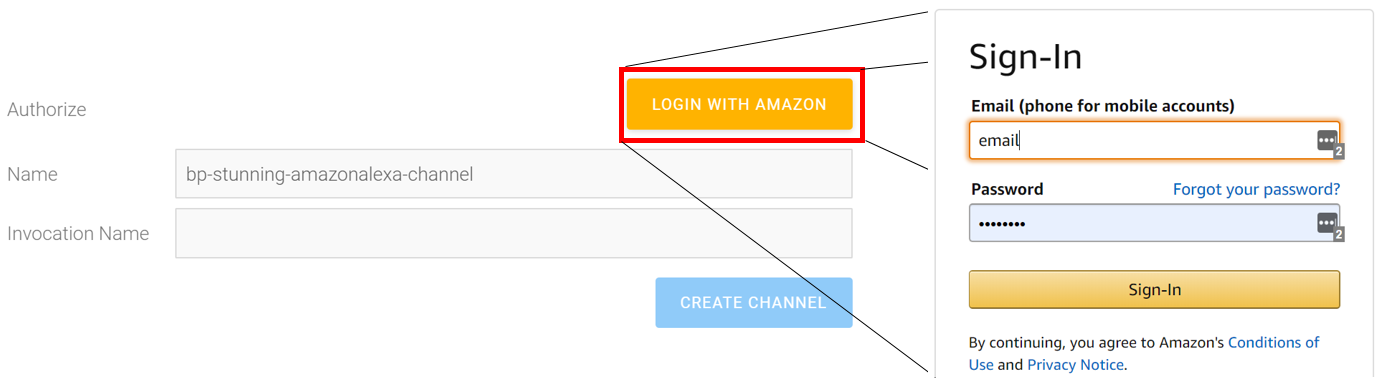 Authorize
LOGIN WITH AMAZON
Name
bp-stunning-amazonalexa-channel
Invocation Name
CREATE CHANNEL
Sign-In
Email (phone for mobile accounts)
email
2
Password Forgot your password?
••••••••
2
Sign-In
By continuing, you agree to Amazon's Conditions of
Use and Privacy Notice.